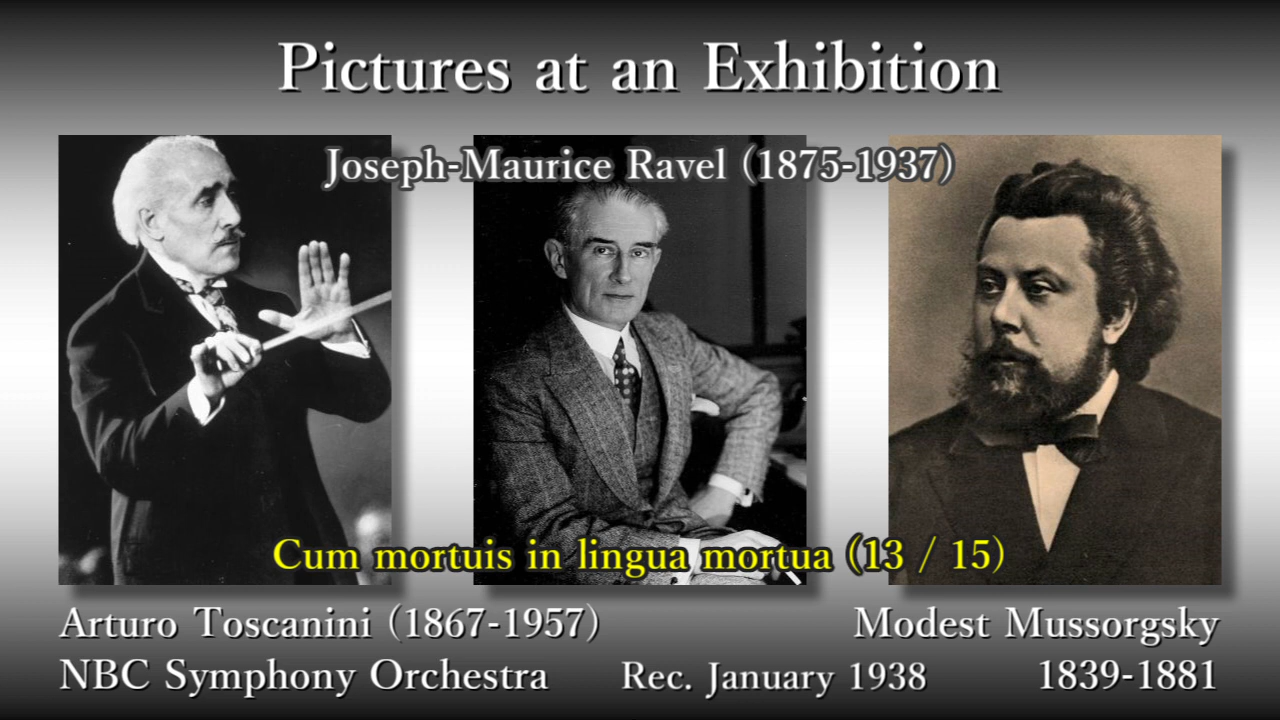 Pictures at an Exhibition
Joseph-Maurice Ravel (1875-1937)
Cum mortuis in lingua mortua (13 / 15)
Arturo Toscanini (1867-1957)
Modest Mussorgsky
NBC Symphony Orchestra
Rec. January 1938
1839-1881